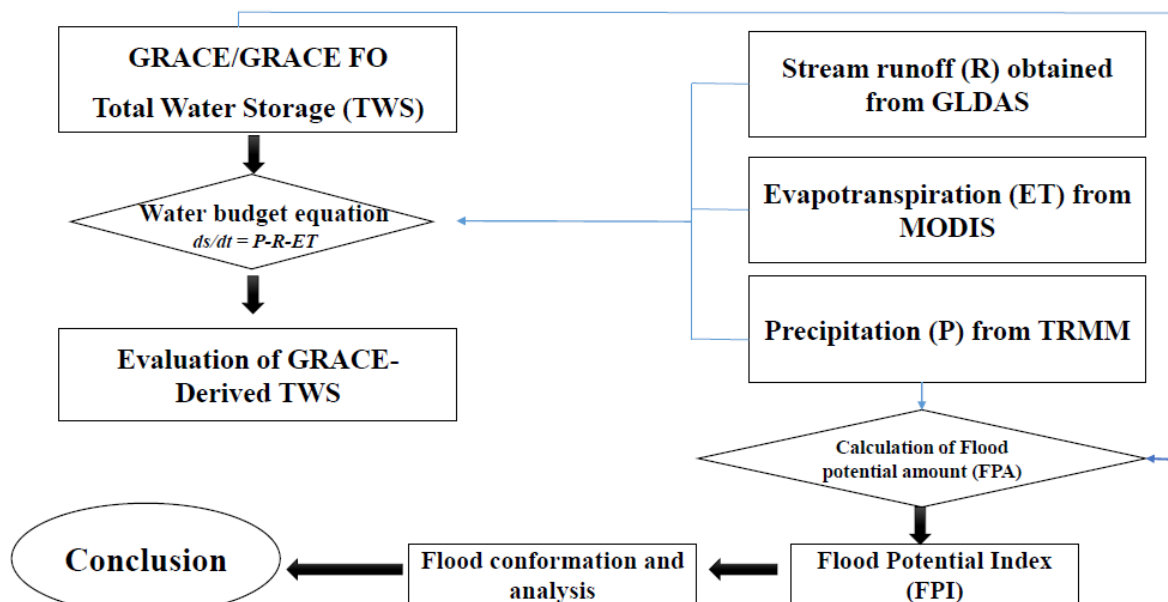 GRACE/GRACE FO
Total Water Storage (TWS)
Water budget equation
ds/dt = P-R-ET
Evaluation of GRACE-
Derived TWS
Stream runoff (R) obtained
from GLDAS
Evapotranspiration (ET) from
MODIS
Precipitation (P) from TRMM
Calculation of Flood
potential amount (FPA)
Flood Potential Index
(FPI)
Flood conformation and
analysis
Conclusion